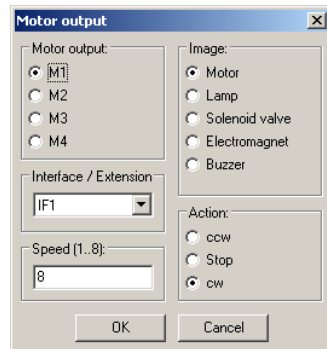 Motor output
Motor output:
M1
M2
M3
M4
Interface / Extension
IF1
Speed (1..8):
8
Image:
Motor
Lamp
Solenoid valve
Electromagnet
Buzzer
Action:
ccw
Stop
cw
OK
Cancel